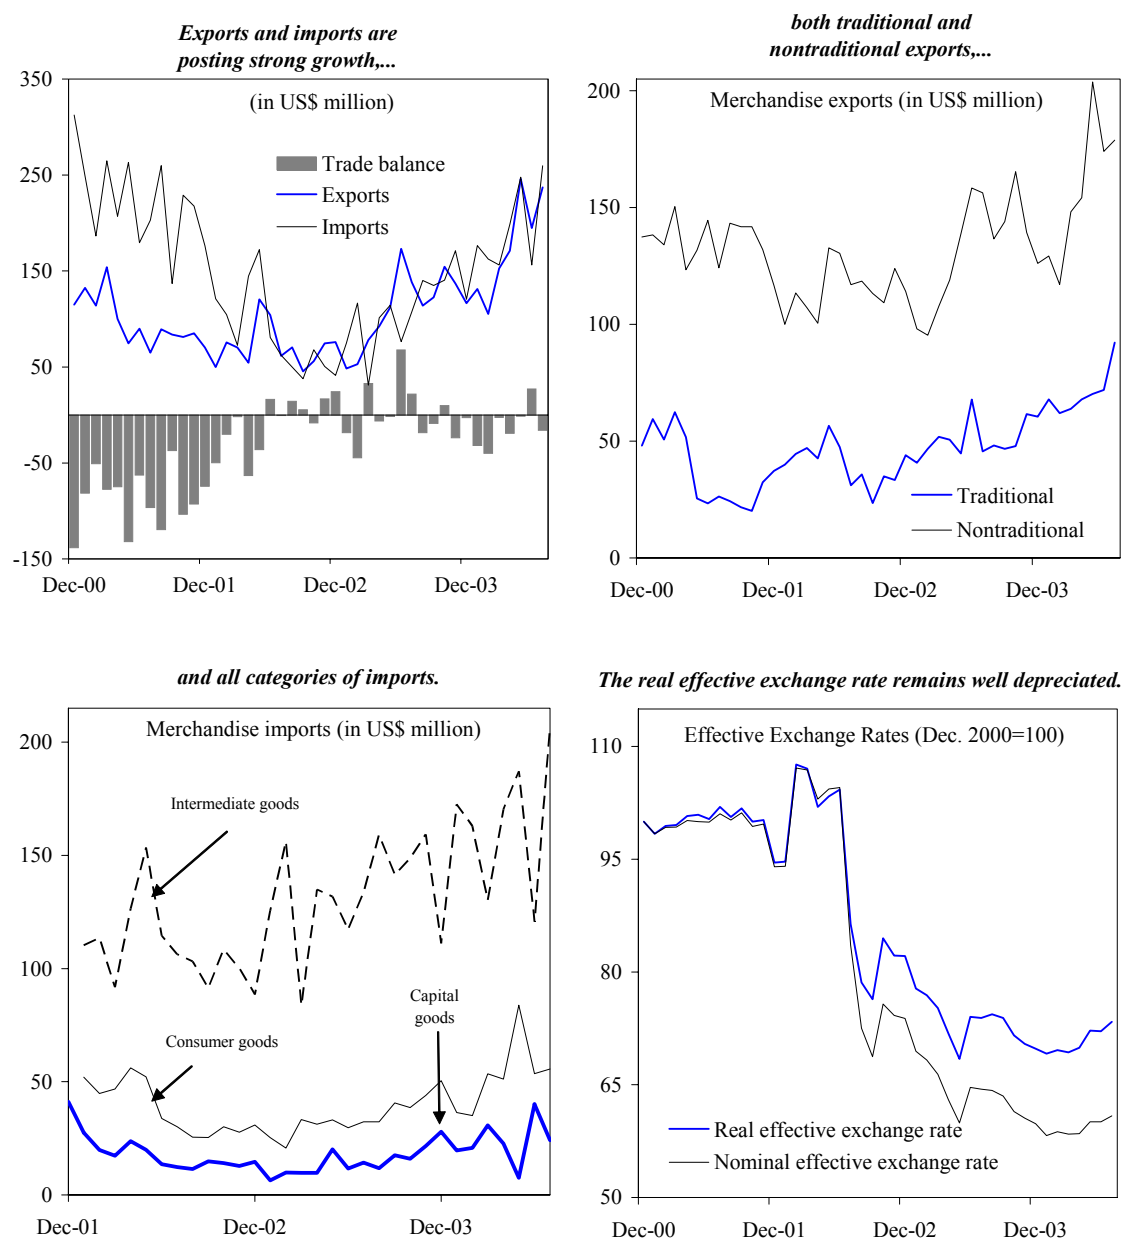 Exports and imports are
posting strong growth,...
350
250
150
50
-50
-150
(in US$ million)
Trade balance
Exports
Imports
Dec-00
Dec-01
Dec-02
Dec-03
both traditional and
nontraditional exports,...
200
150
100
50
0
Merchandise exports (in US$ million)
Traditional
Nontraditional
Dec-00
Dec-01
Dec-02
Dec-03
and all categories of imports.
200
150
100
50
0
Merchandise imports (in US$ million)
Intermediate goods
Capital
goods
Consumer goods
Dec-01
Dec-02
Dec-03
The real effective exchange rate remains well depreciated.
110
95
80
65
50
Effective Exchange Rates (Dec. 2000=100)
Real effective exchange rate
Nominal effective exchange rate
Dec-00
Dec-01
Dec-02
Dec-03